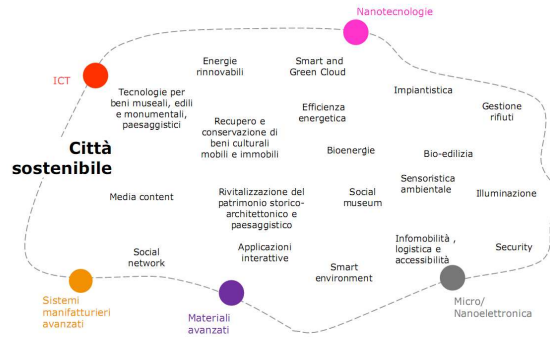 Nanotecnologie
ICT
Energie
rinnovabili
Smart and
Green Cloud
Tecnologie per
beni museali, edili
e monumentali,
paesaggistici
Impiantistica
Efficienza
energetica
Gestione
rifiuti
Recupero e
conservazione di
beni culturali
mobili e immobili
Città
sostenibile
Bioenergie
Bio-edilizia
Sensoristica
ambientale
Media content
Rivitalizzazione del
patrimonio storico-
architettonico e
paesaggistico
Social
museum
Illuminazione
Social
network
Applicazioni
interattive
Infomobilità ,
logistica e
accessibilità
Security
Smart
environment
Sistemi
manifatturieri
avanzati
Materiali
avanzati
Micro/
Nanoelettronica